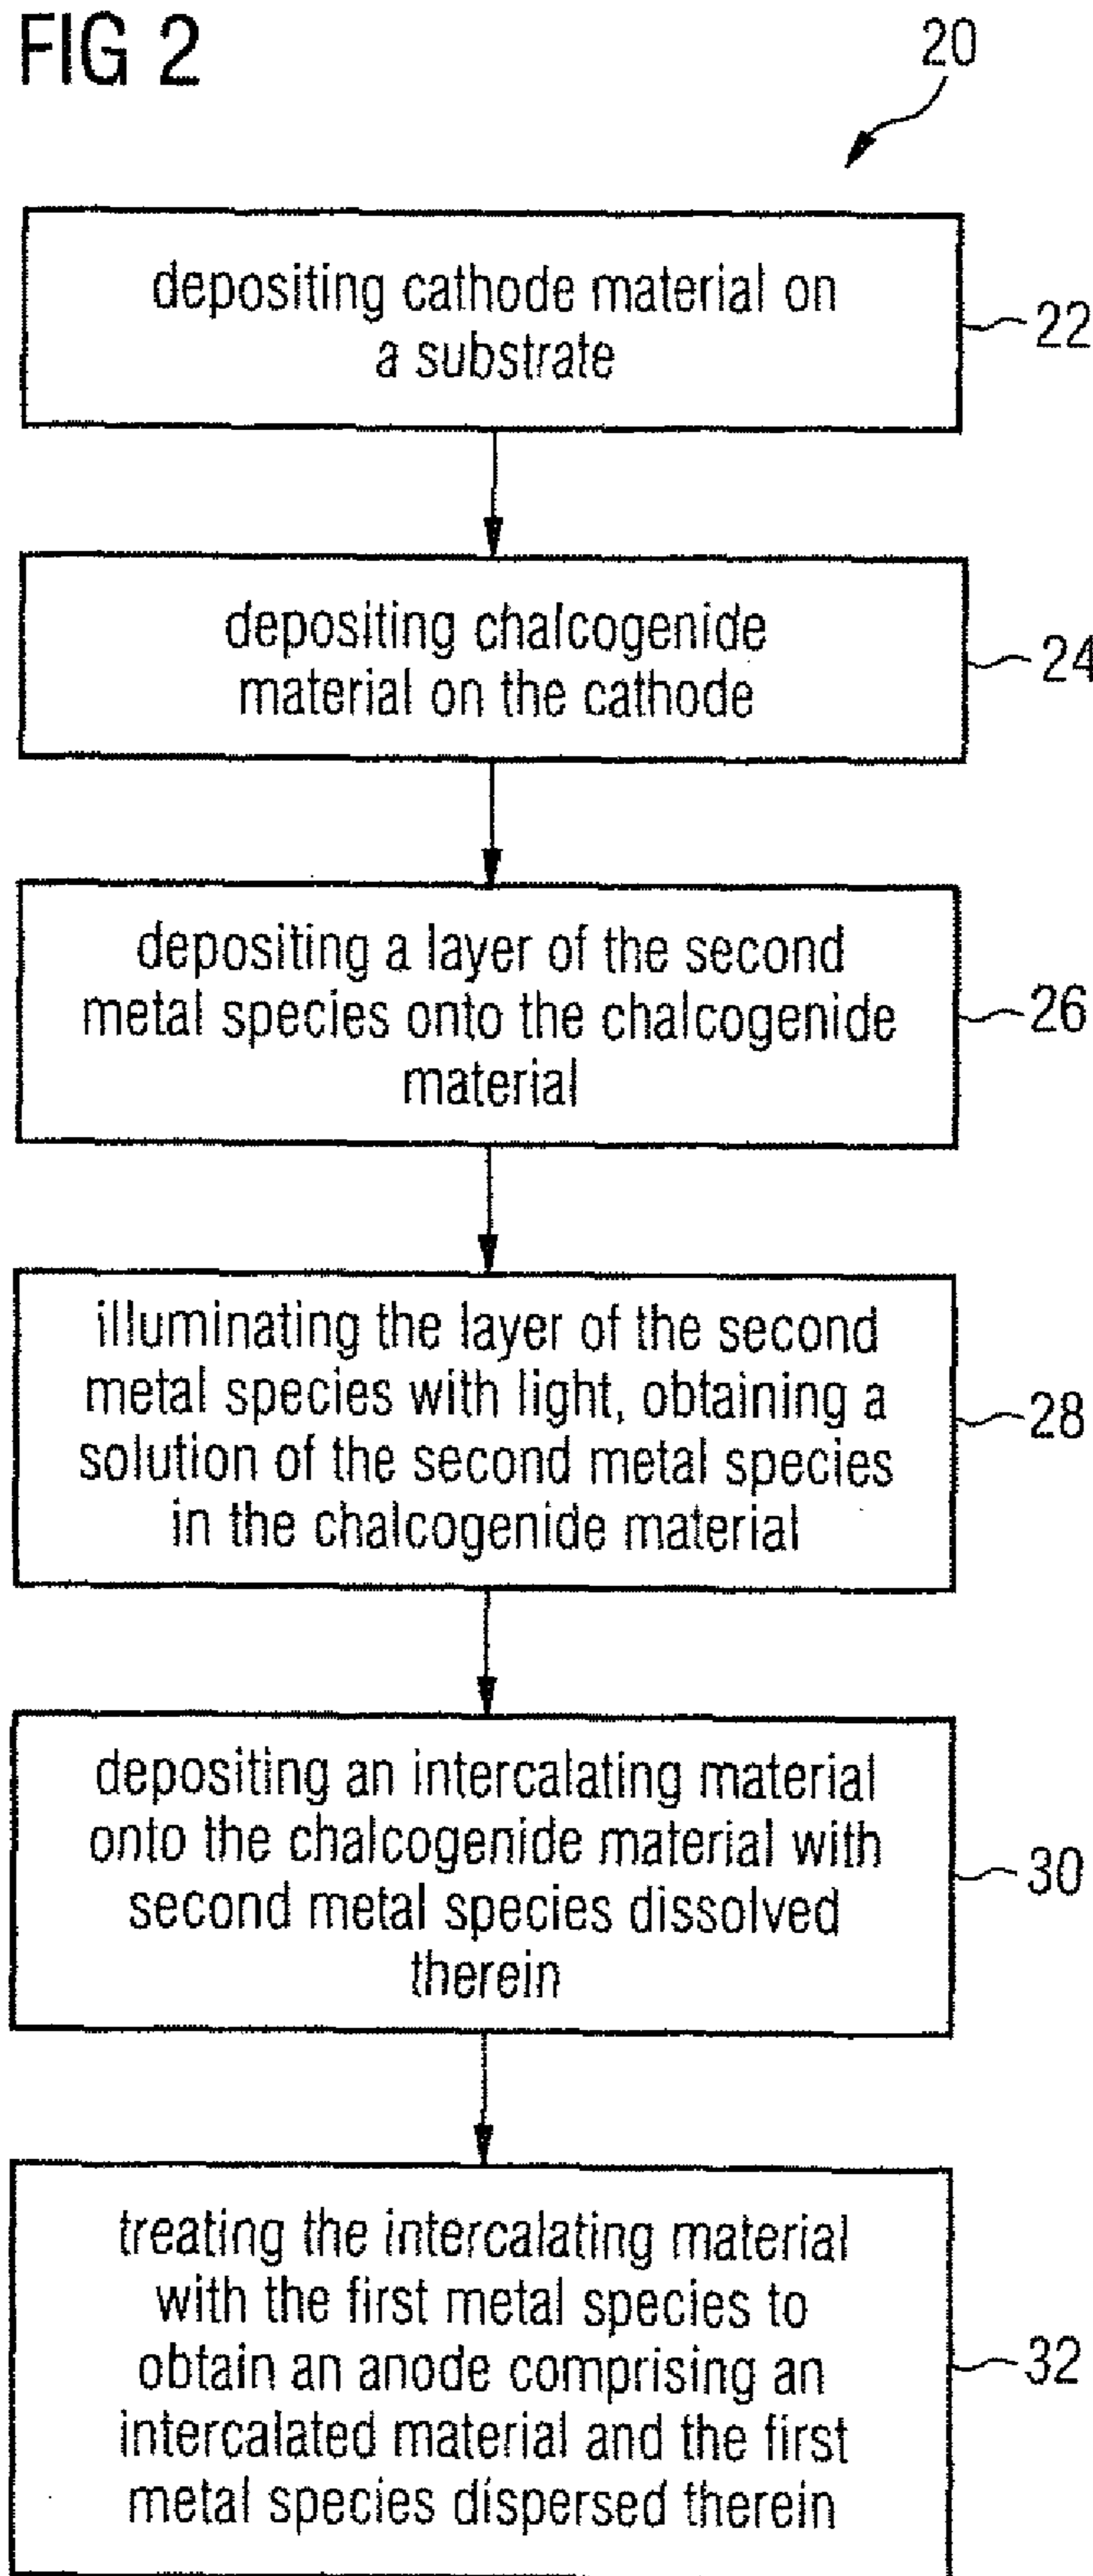 FIG 2
20
depositing cathode material on
a substrate
22
depositing chalcogenide
material on the cathode
24
depositing a layer of the second
metal species onto the chalcogenide
material
26
illuminating the layer of the second
metal species with light, obtaining a
solution of the second metal species
in the chalcogenide material
28
depositing an intercalating material
onto the chalcogenide material with
second metal species dissolved
therein
30
treating the intercalating material
with the first metal species to
obtain an anode comprising an
intercalated material and the first
metal species dispersed therein
32